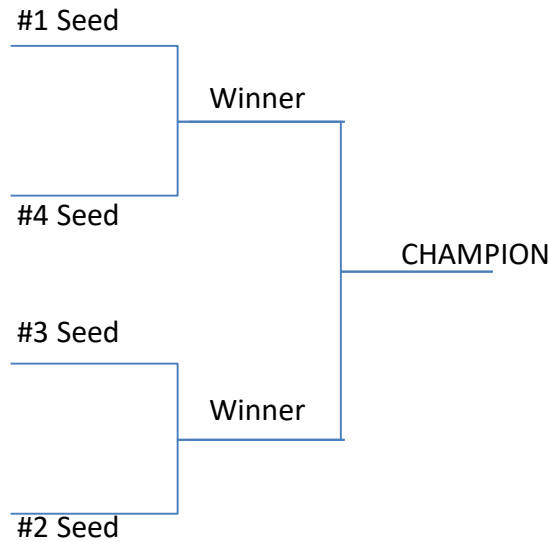 #1 Seed
Winner
#4 Seed
CHAMPION
#3 Seed
Winner
#2 Seed